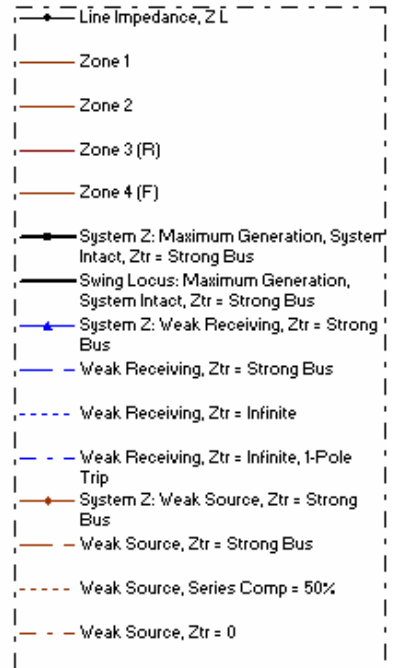 Line Impedance, Z L
Zone 1
Zone 2
Zone 3 (R)
Zone 4 (F)
System Z: Maximum Generation, System
Intact, Ztr = Strong Bus
Swing Locus: Maximum Generation,
System Intact, Ztr = Strong Bus
System Z: Weak Receiving, Ztr = Strong
Bus
Weak Receiving, Ztr = Strong Bus
Weak Receiving, Ztr = Infinite
Weak Receiving, Ztr = Infinite, 1-Pole
Trip
System Z: Weak Source, Ztr = Strong
Bus
Weak Source, Ztr = Strong Bus
Weak Source, Series Comp = 50%
Weak Source, Ztr = 0